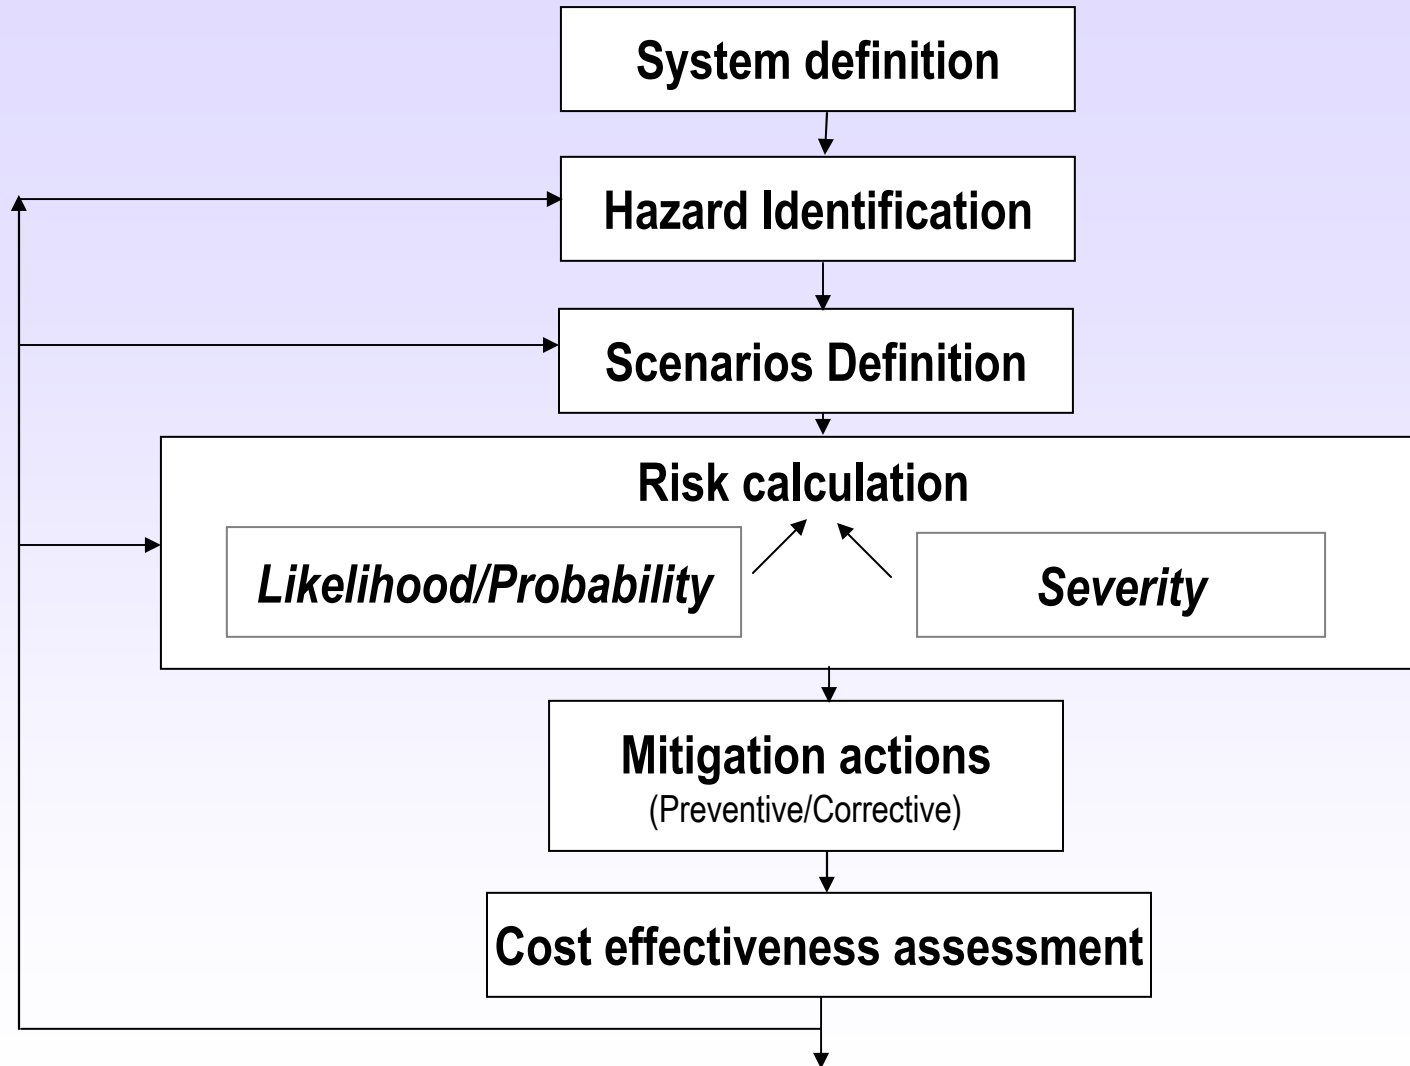 System definition
Hazard Identification
Scenarios Definition
Risk calculation
Likelihood/Probability
Severity
Mitigation actions
(Preventive/Corrective)
Cost effectiveness assessment